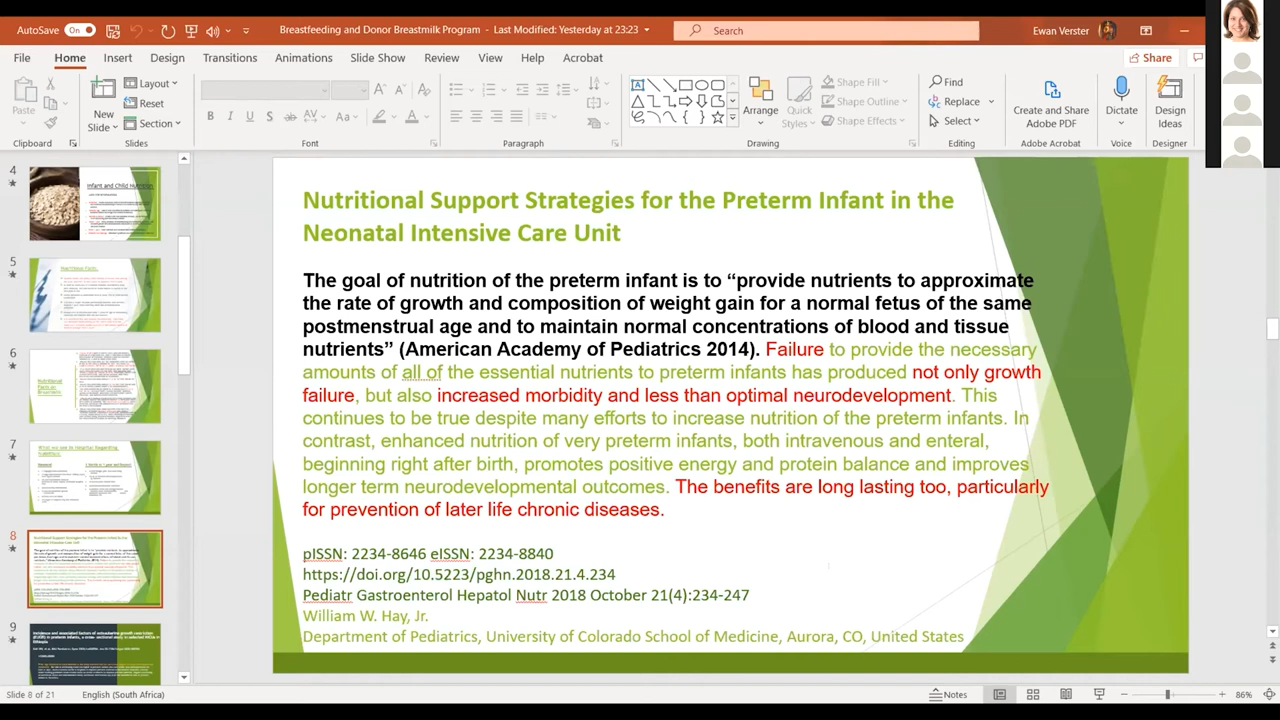 AutoSave On
Breastfeeding and Donor Breastmilk Program - Last Modified: Yesterday at 23:23
Search
Ewan Verster
File Home Insert Design Transitions Animations Slide Show Review View Help Acrobat
Share
Paste
New Slide
Layout
Reset
Section
Arrange
Quick Styles
Shape Fill
Shape Outline
Shape Effects
Find
Replace
Select
Create and Share Adobe PDF
Dictate
Design Ideas
Clipboard Slides Font Paragraph Drawing Editing Adobe Acrobat Voice Designer
4
Infant and Child Nutrition
5
6
7
8
9
Nutritional Support Strategies for the Preterm Infant in the
Neonatal Intensive Care Unit
The goal of nutrition of the preterm infant is to “provide nutrients to approximate
the rate of growth and composition of weight gain for a normal fetus of the same
postmenstrual age and to maintain normal concentrations of blood and tissue
nutrients” (American Academy of Pediatrics 2014). Failure to provide the necessary
amounts of all of the essential nutrients to preterm infants has produced not only growth
failure, but also increased morbidity and less than optimal neurodevelopment. This
continues to be true despite many efforts to increase nutrition of the preterm infants. In
contrast, enhanced nutrition of very preterm infants, both intravenous and enteral,
beginning right after birth, promotes positive energy and protein balance and improves
longer term neurodevelopmental outcomes. The benefits are long lasting too, particularly
for prevention of later life chronic diseases.
pISSN: 2234-8646 eISSN: 2234-8840
Pediatr Gastroenterol Hepatol Nutr 2018 October 21(4):234-247
William W. Hay, Jr.
Department of Pediatrics, University of Colorado School of Medicine, Aurora, CO, United States
Slide 8 of 21
English (South Africa)
Notes
86%